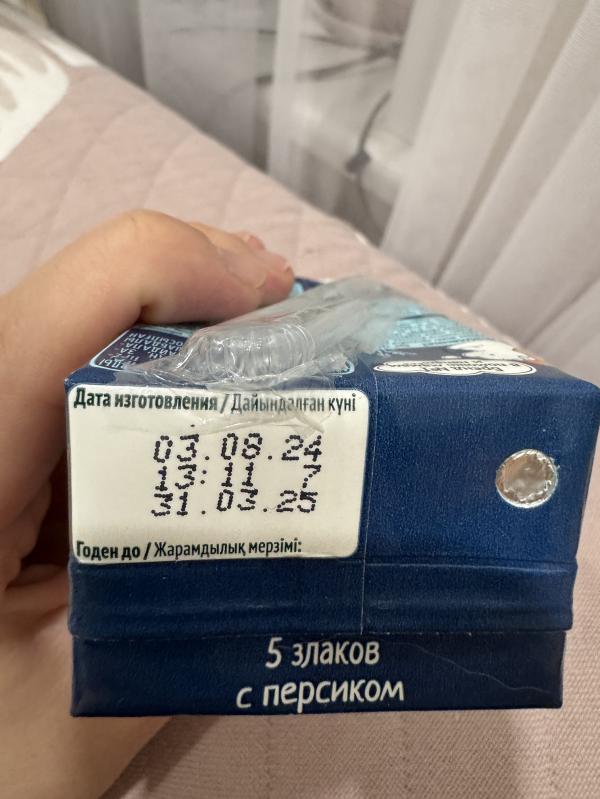 Дата изготовления / Дайындалған күні
03.08.24
13:11 7
31.03.25
Годен до / Жарамдылық мерзімі:
5 злаков
с персиком